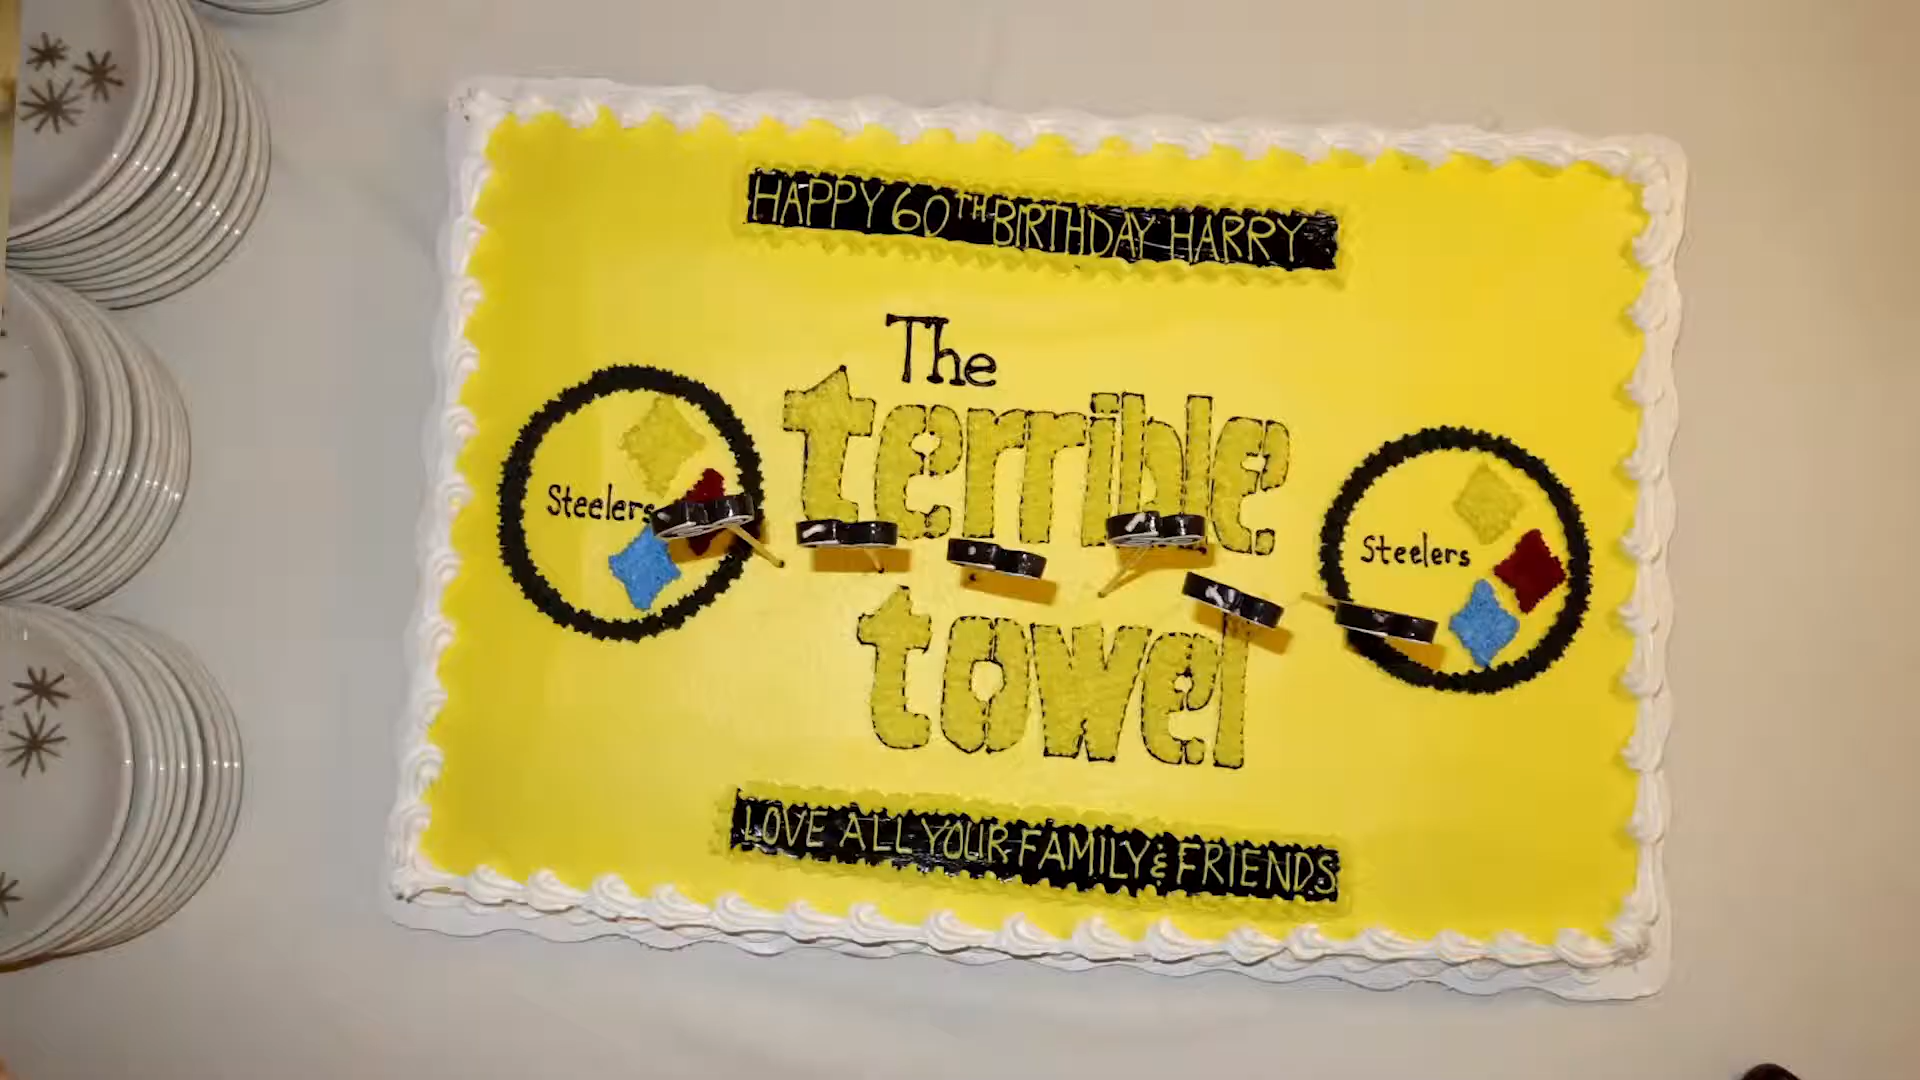 HAPPY 60TH BIRTHDAY HARRY
The
terrible
towel
Steelers
Steelers
LOVE ALL YOUR FAMILY & FRIENDS